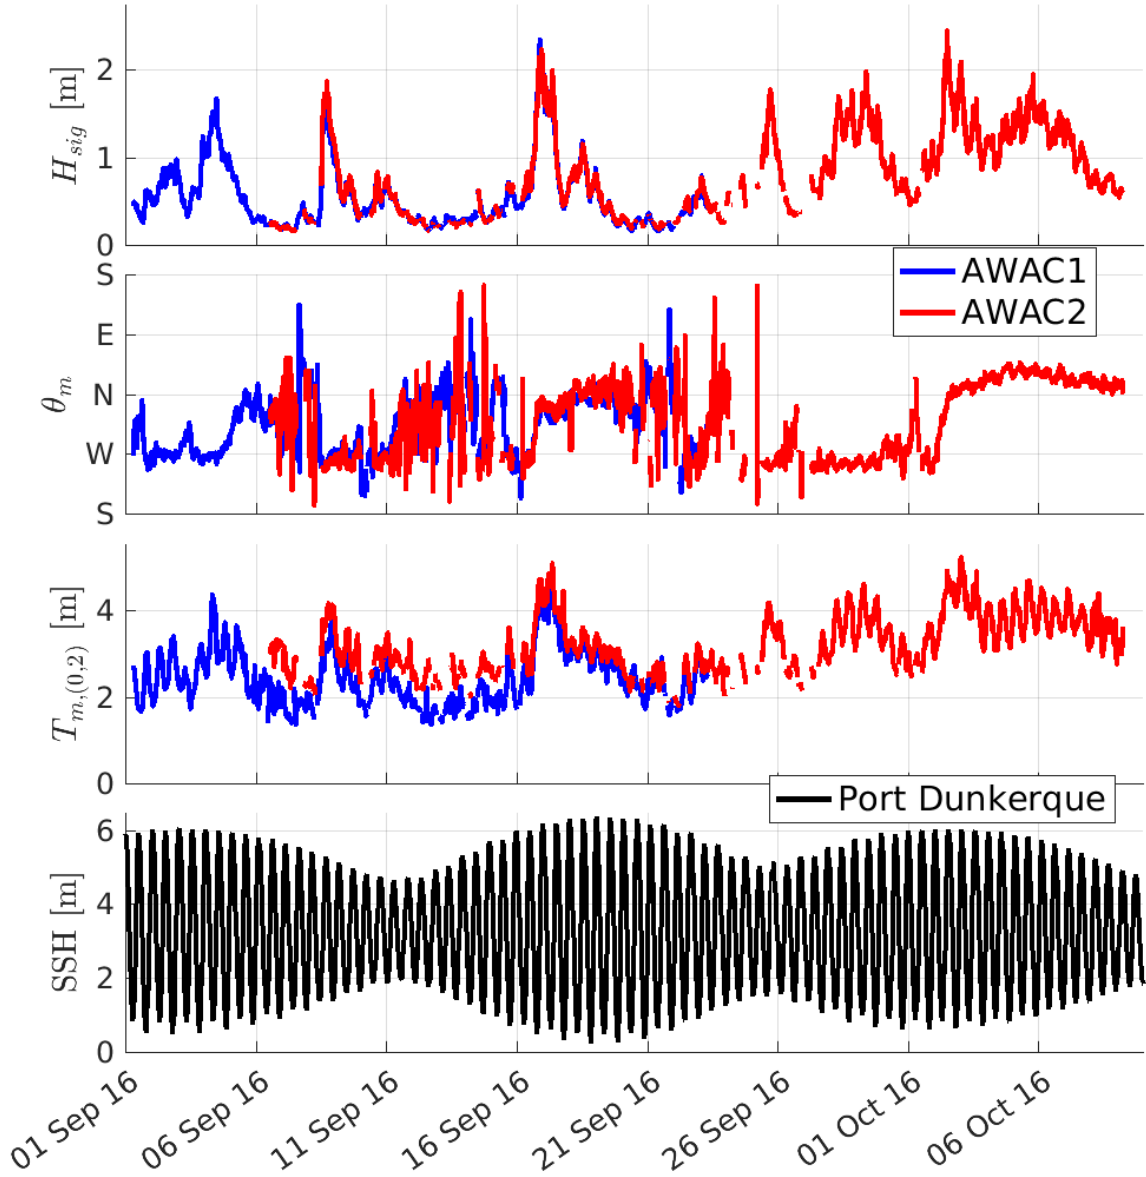 H_sig [m]
2
1
0
AWAC1
AWAC2
θ_m
S
E
N
W
S
T_m,(0,2) [m]
4
3
2
0
Port Dunkerque
SSH [m]
6
4
2
0
01 Sep 16
06 Sep 16
11 Sep 16
16 Sep 16
21 Sep 16
26 Sep 16
01 Oct 16
06 Oct 16